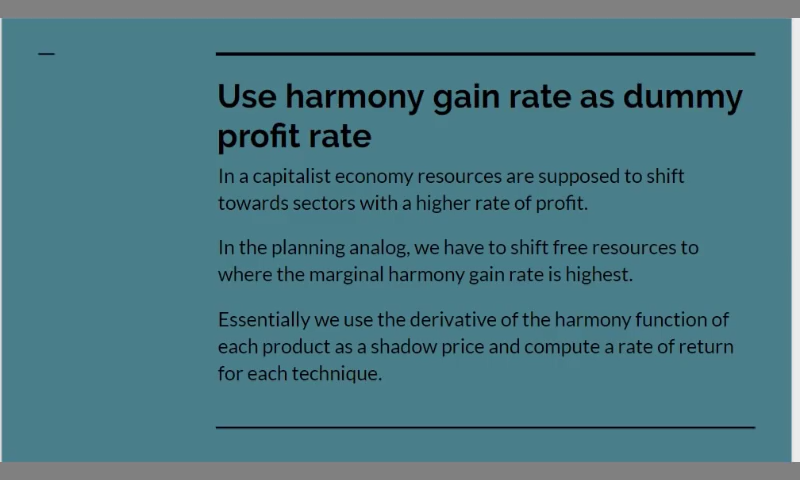 Use harmony gain rate as dummy
profit rate
In a capitalist economy resources are supposed to shift
towards sectors with a higher rate of profit.
In the planning analog, we have to shift free resources to
where the marginal harmony gain rate is highest.
Essentially we use the derivative of the harmony function of
each product as a shadow price and compute a rate of return
for each technique.